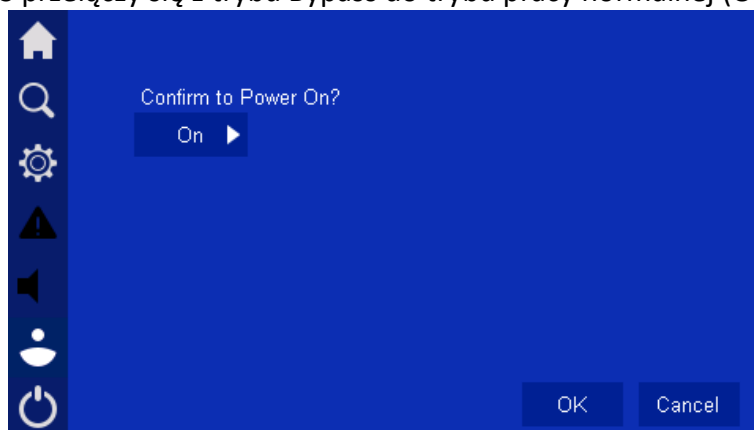 przełączy się z trybu Bypass do trybu pracy normalnej
Confirm to Power On?
On
OK
Cancel